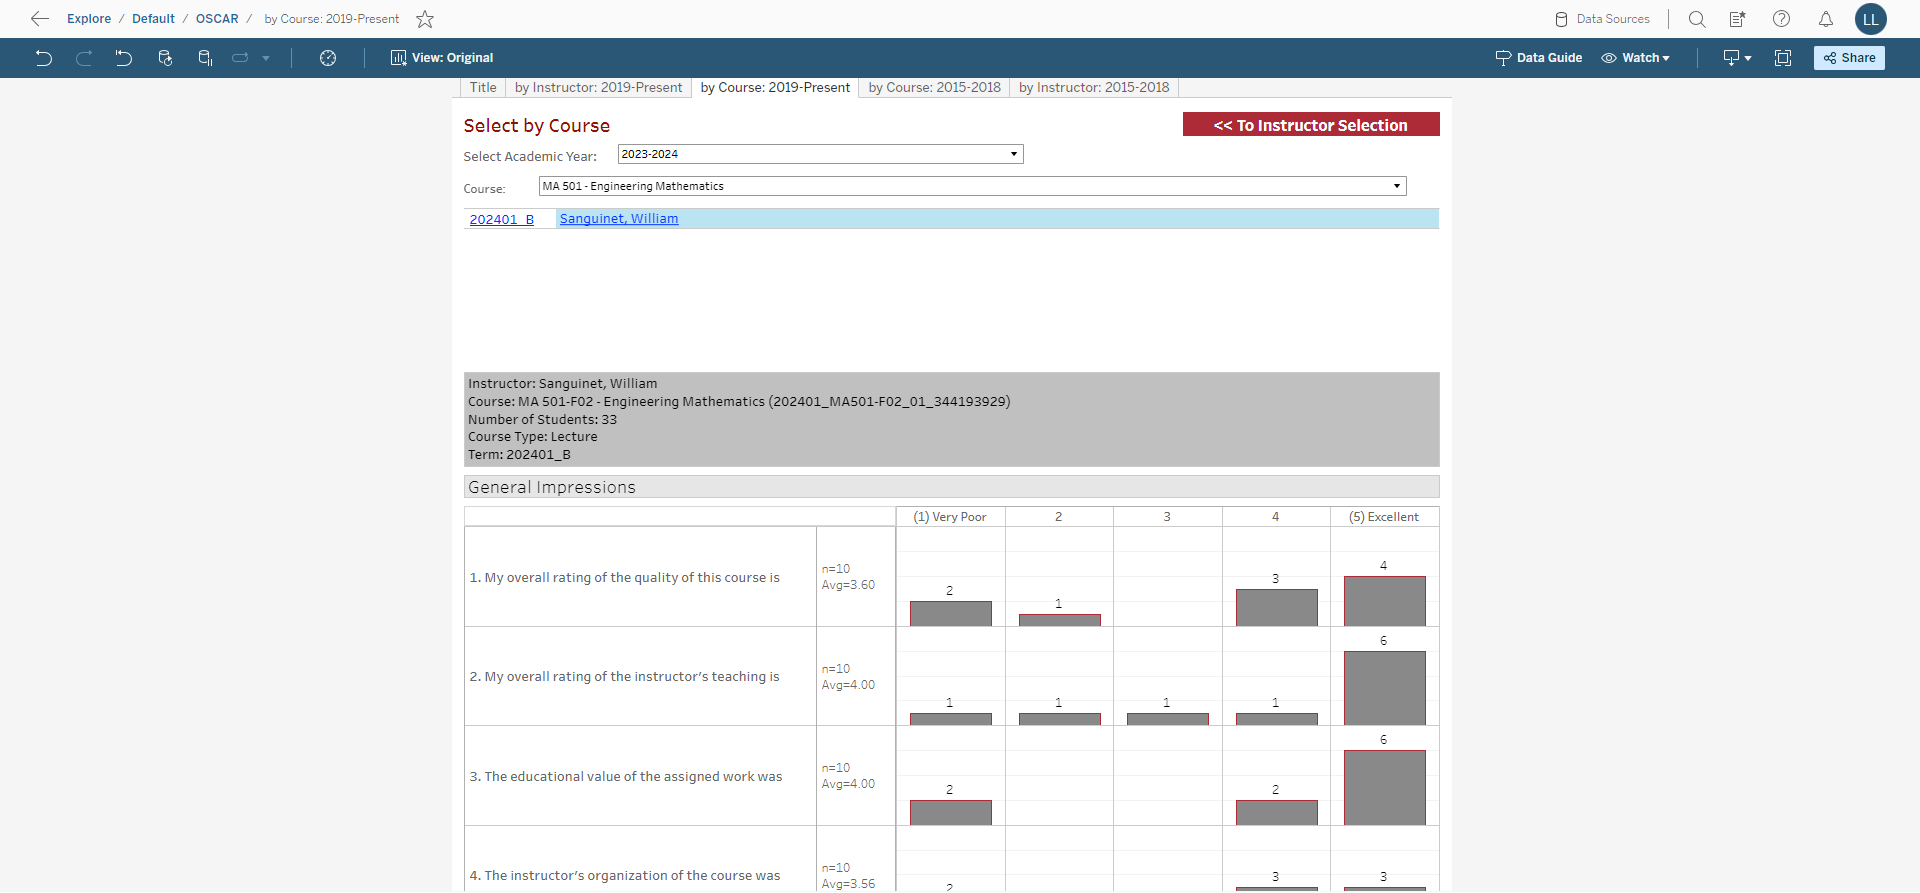 Explore / Default / OSCAR / by Course: 2019-Present
Data Sources
LL
View: Original
Data Guide
Watch
Share
Title
by Instructor: 2019-Present
by Course: 2019-Present
by Course: 2015-2018
by Instructor: 2015-2018
Select by Course
<< To Instructor Selection
Select Academic Year:
2023-2024
Course:
MA 501 - Engineering Mathematics
202401_B
Sanguinet, William
Instructor: Sanguinet, William
Course: MA 501-F02 - Engineering Mathematics (202401_MA501-F02_01_344193929)
Number of Students: 33
Course Type: Lecture
Term: 202401_B
General Impressions
(1) Very Poor 2 3 4 (5) Excellent
1. My overall rating of the quality of this course is
n=10
Avg=3.60
2 1 3 4
2. My overall rating of the instructor's teaching is
n=10
Avg=4.00
1 1 1 1 6
3. The educational value of the assigned work was
n=10
Avg=4.00
2 2 6
4. The instructor's organization of the course was
n=10
Avg=3.56
2 3 3